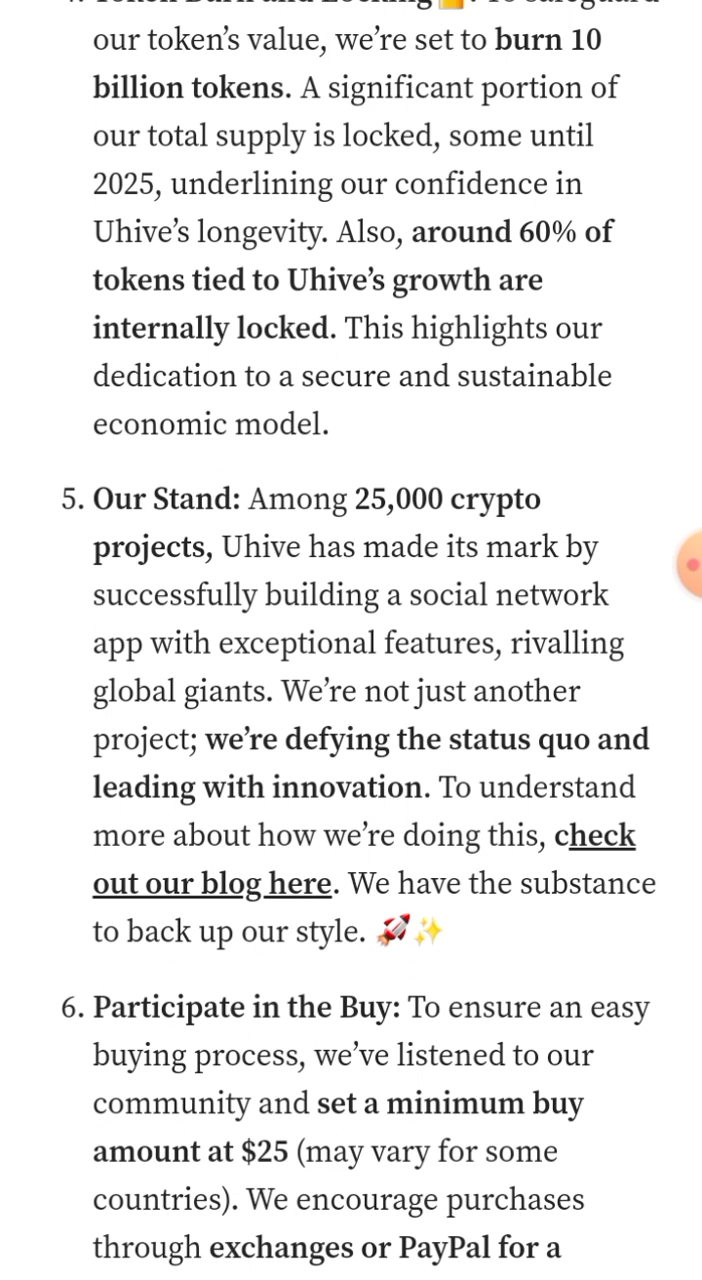 our token’s value, we’re set to burn 10
billion tokens. A significant portion of
our total supply is locked, some until
2025, underlining our confidence in
Uhive’s longevity. Also, around 60% of
tokens tied to Uhive’s growth are
internally locked. This highlights our
dedication to a secure and sustainable
economic model.
5. Our Stand: Among 25,000 crypto
projects, Uhive has made its mark by
successfully building a social network
app with exceptional features, rivalling
global giants. We’re not just another
project; we’re defying the status quo and
leading with innovation. To understand
more about how we’re doing this, check
out our blog here. We have the substance
to back up our style. 🚀✨
6. Participate in the Buy: To ensure an easy
buying process, we’ve listened to our
community and set a minimum buy
amount at $25 (may vary for some
countries). We encourage purchases
through exchanges or PayPal for a